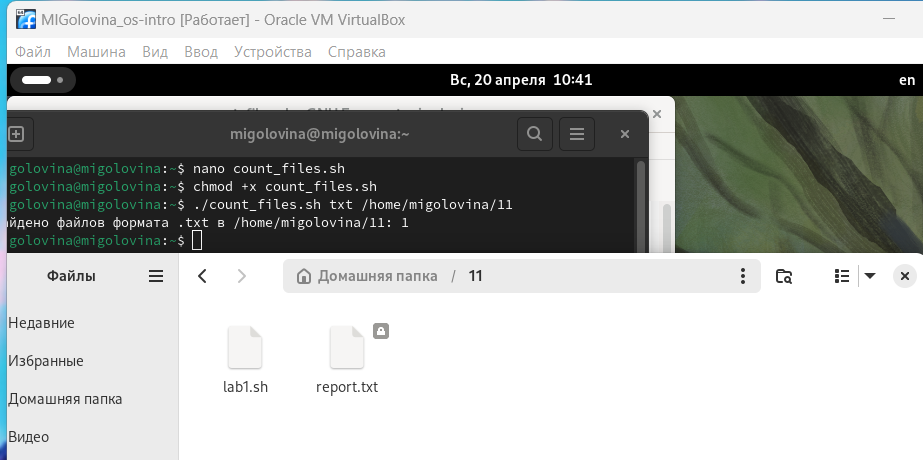 MIGolovina_os-intro [Работает] - Oracle VM VirtualBox
Файл Машина Вид Ввод Устройства Справка
Вс, 20 апреля 10:41 en
migolovina@migolovina:~
golovina@migolovina:~$ nano count_files.sh
golovina@migolovina:~$ chmod +x count_files.sh
golovina@migolovina:~$ ./count_files.sh txt /home/migolovina/11
йдено файлов формата .txt в /home/migolovina/11: 1
golovina@migolovina:~$
Файлы
Домашняя папка / 11
Недавние
Избранные
Домашняя папка
Видео
lab1.sh
report.txt